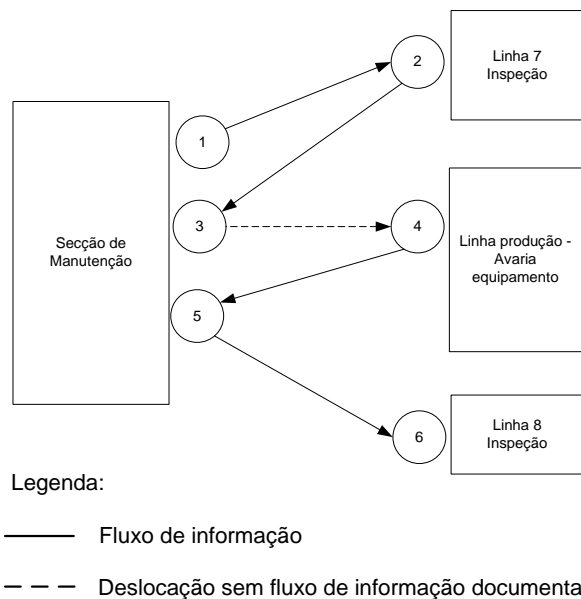 Linha 7
Inspeção
2
1
3
4
Secção de
Manutenção
Linha produção -
Avaria
equipamento
5
Linha 8
Inspeção
6
Legenda:
Fluxo de informação
Deslocação sem fluxo de informação documenta